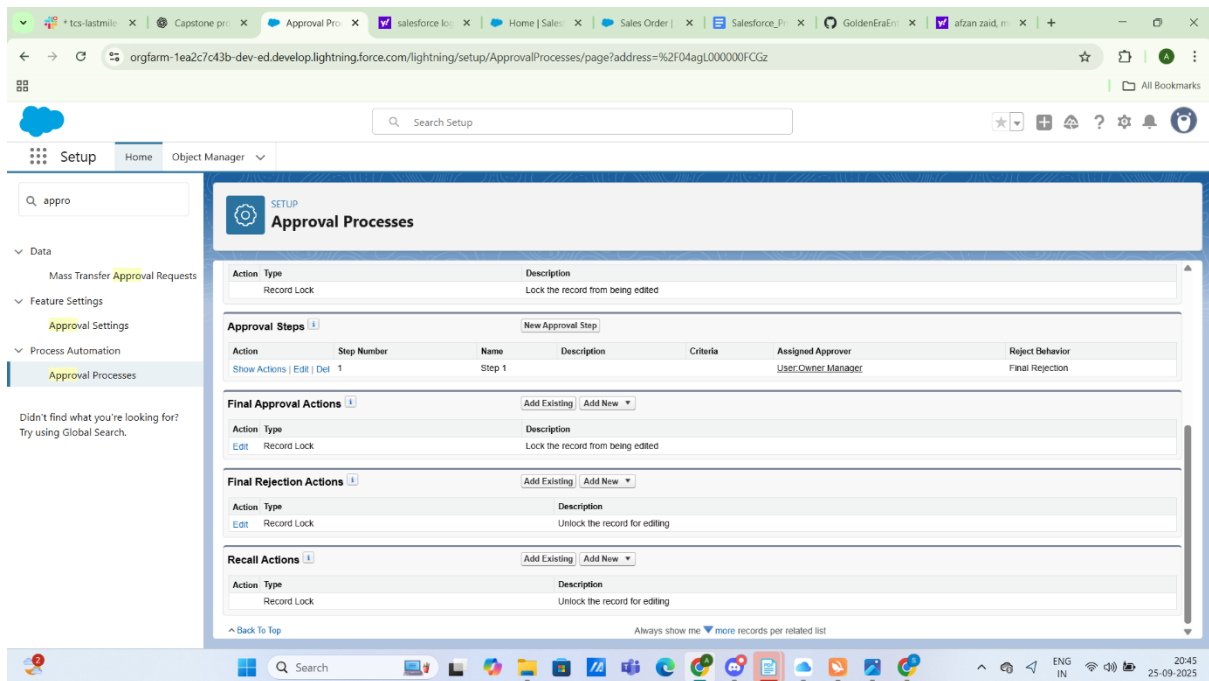 * tcs-lastmile
Capstone pro
Approval Pro
salesforce log
Home | Sales
Sales Order |
Salesforce_Pr
GoldenEraEnt
afzan zaid, m
orgfarm-1ea2c7c43b-dev-ed.develop.lightning.force.com/lightning/setup/ApprovalProcesses/page?address=%2F04agL000000FCGz
A
All Bookmarks
Search Setup
Setup Home Object Manager
appro
Data
Mass Transfer Approval Requests
Feature Settings
Approval Settings
Process Automation
Approval Processes
Didn't find what you're looking for?
Try using Global Search.
SETUP
Approval Processes
Action Type Description
Record Lock Lock the record from being edited
Approval Steps i New Approval Step
Action Step Number Name Description Criteria Assigned Approver Reject Behavior
Show Actions | Edit | Del 1 Step 1 User:Owner Manager Final Rejection
Final Approval Actions i Add Existing Add New
Action Type Description
Edit Record Lock Lock the record from being edited
Final Rejection Actions i Add Existing Add New
Action Type Description
Edit Record Lock Unlock the record for editing
Recall Actions i Add Existing Add New
Action Type Description
Record Lock Unlock the record for editing
Back To Top Always show me more records per related list
2
Search
ENG
IN
20:45
25-09-2025